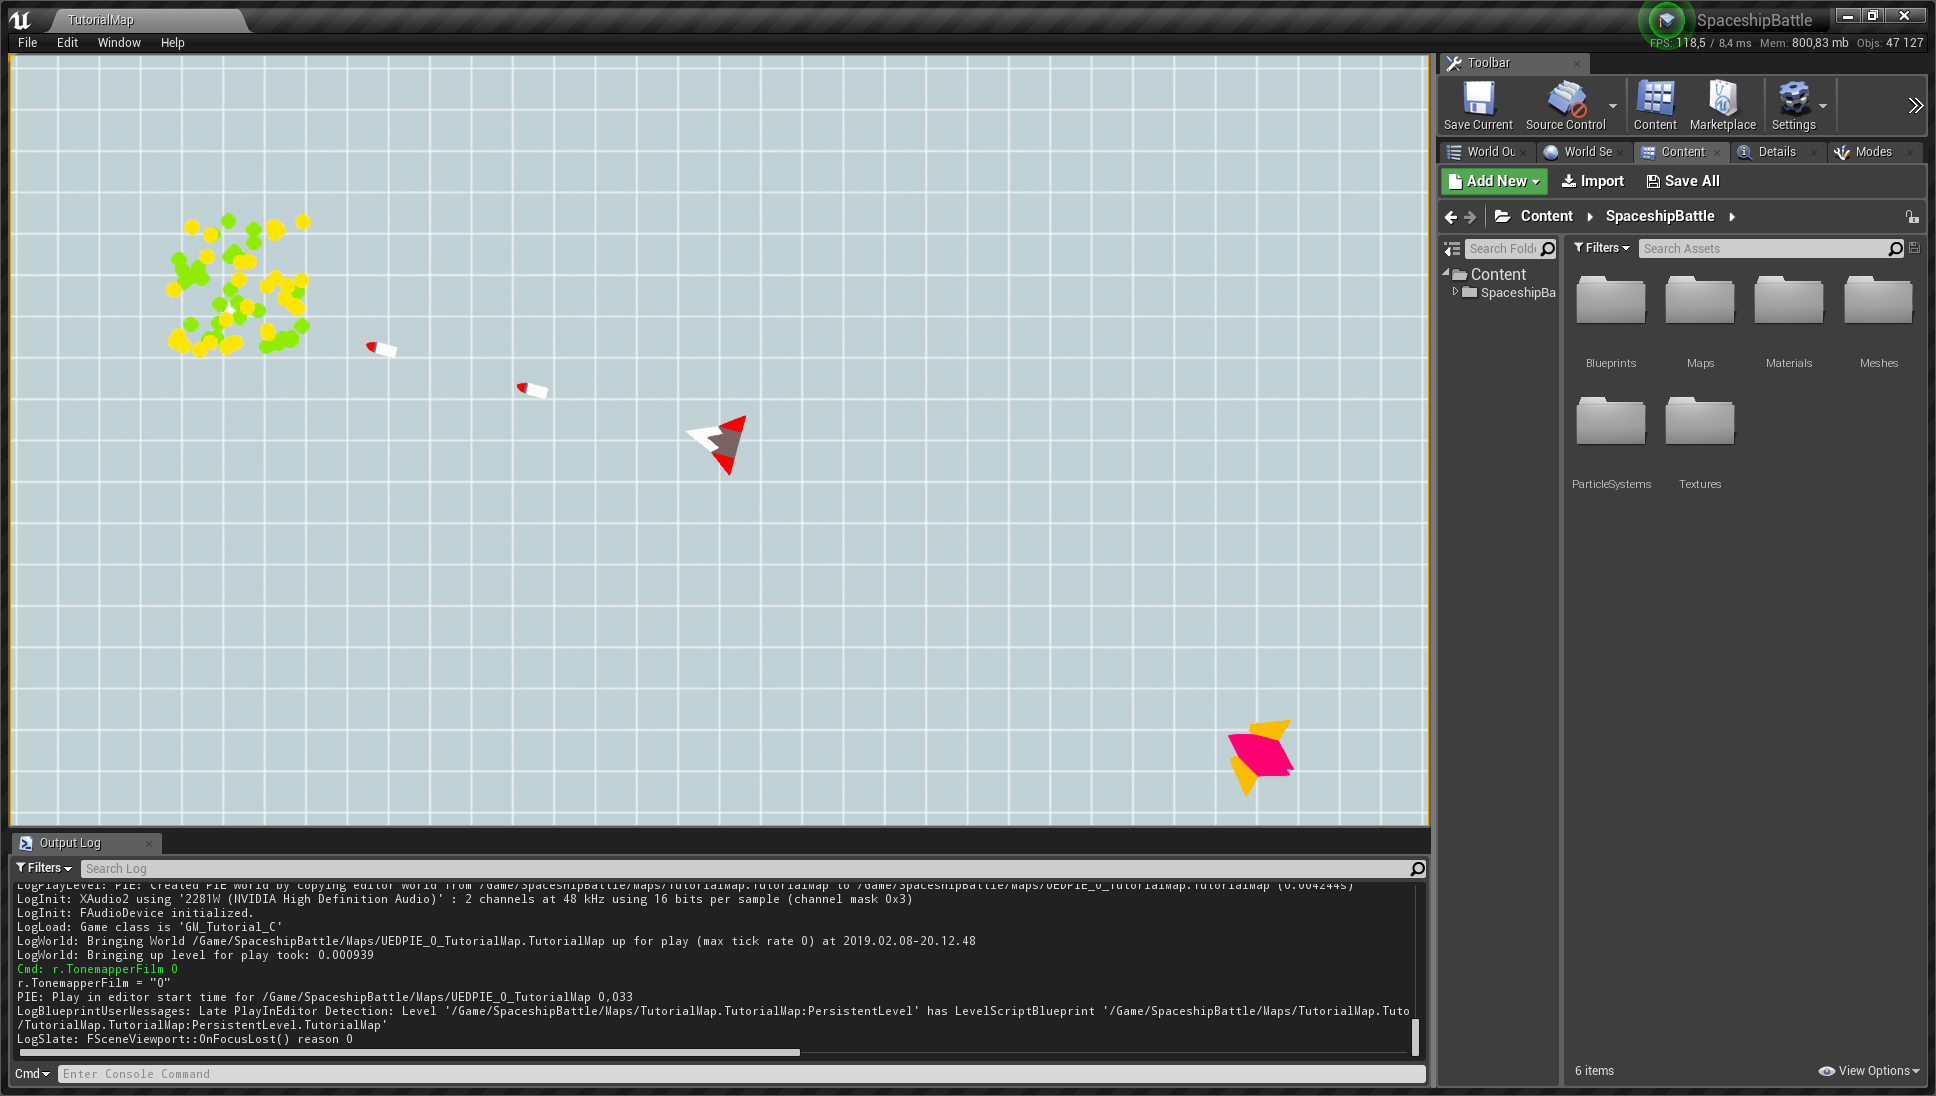 TutorialMap
SpaceshipBattle
File Edit Window Help
FPS: 118,5 / 8,4 ms Mem: 800,83 mb Objs: 47 127
Toolbar
Save Current Source Control Content Marketplace Settings
World Ou World Se Content Details Modes
Add New Import Save All
Content SpaceshipBattle
Search Folde
Filters Search Assets
Content
SpaceshipBa
Blueprints Maps Materials Meshes
ParticleSystems Textures
6 items View Options
Output Log
Filters Search Log
LogPlayLevel: PIE: Created PIE World by copying editor World from /Game/SpaceshipBattle/Maps/TutorialMap.TutorialMap to /Game/SpaceshipBattle/Maps/UEDPIE_0_TutorialMap.TutorialMap (0.004244s)
LogInit: XAudio2 using '2281W (NVIDIA High Definition Audio)' : 2 channels at 48 kHz using 16 bits per sample (channel mask 0x3)
LogInit: FAudioDevice initialized.
LogLoad: Game class is 'GM_Tutorial_C'
LogWorld: Bringing World /Game/SpaceshipBattle/Maps/UEDPIE_0_TutorialMap.TutorialMap up for play (max tick rate 0) at 2019.02.08-20.12.48
LogWorld: Bringing up level for play took: 0.000939
Cmd: r.TonemapperFilm 0
r.TonemapperFilm = "0"
PIE: Play in editor start time for /Game/SpaceshipBattle/Maps/UEDPIE_0_TutorialMap 0,033
LogBlueprintUserMessages: Late PlayInEditor Detection: Level '/Game/SpaceshipBattle/Maps/TutorialMap.TutorialMap:PersistentLevel' has LevelScriptBlueprint '/Game/SpaceshipBattle/Maps/TutorialMap.Tuto
/TutorialMap.TutorialMap:PersistentLevel.TutorialMap'
LogSlate: FSceneViewport::OnFocusLost() reason 0
Cmd Enter Console Command